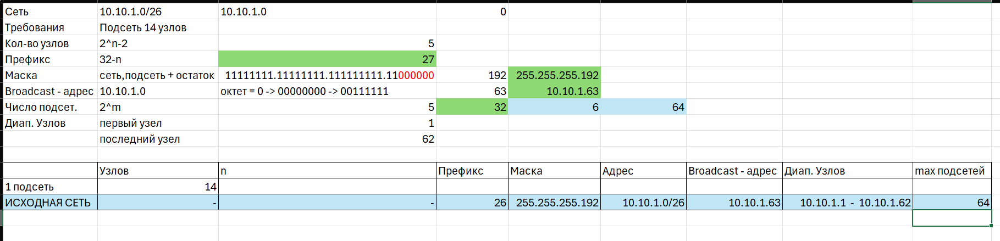 Сеть 10.10.1.0/26 10.10.1.0 0
Требования Подсеть 14 узлов
Кол-во узлов 2^n-2 5
Префикс 32-n 27
Маска сеть,подсеть + остаток 11111111.11111111.111111111.11000000 192 255.255.255.192
Broadcast - адрес 10.10.1.0 октет = 0 -> 00000000 -> 00111111 63 10.10.1.63
Число подсет. 2^m 5 32 6 64
Диап. Узлов первый узел 1
последний узел 62
Узлов n Префикс Маска Адрес Broadcast - адрес Диап. Узлов max подсетей
1 подсеть 14
ИСХОДНАЯ СЕТЬ - - 26 255.255.255.192 10.10.1.0/26 10.10.1.63 10.10.1.1 - 10.10.1.62 64